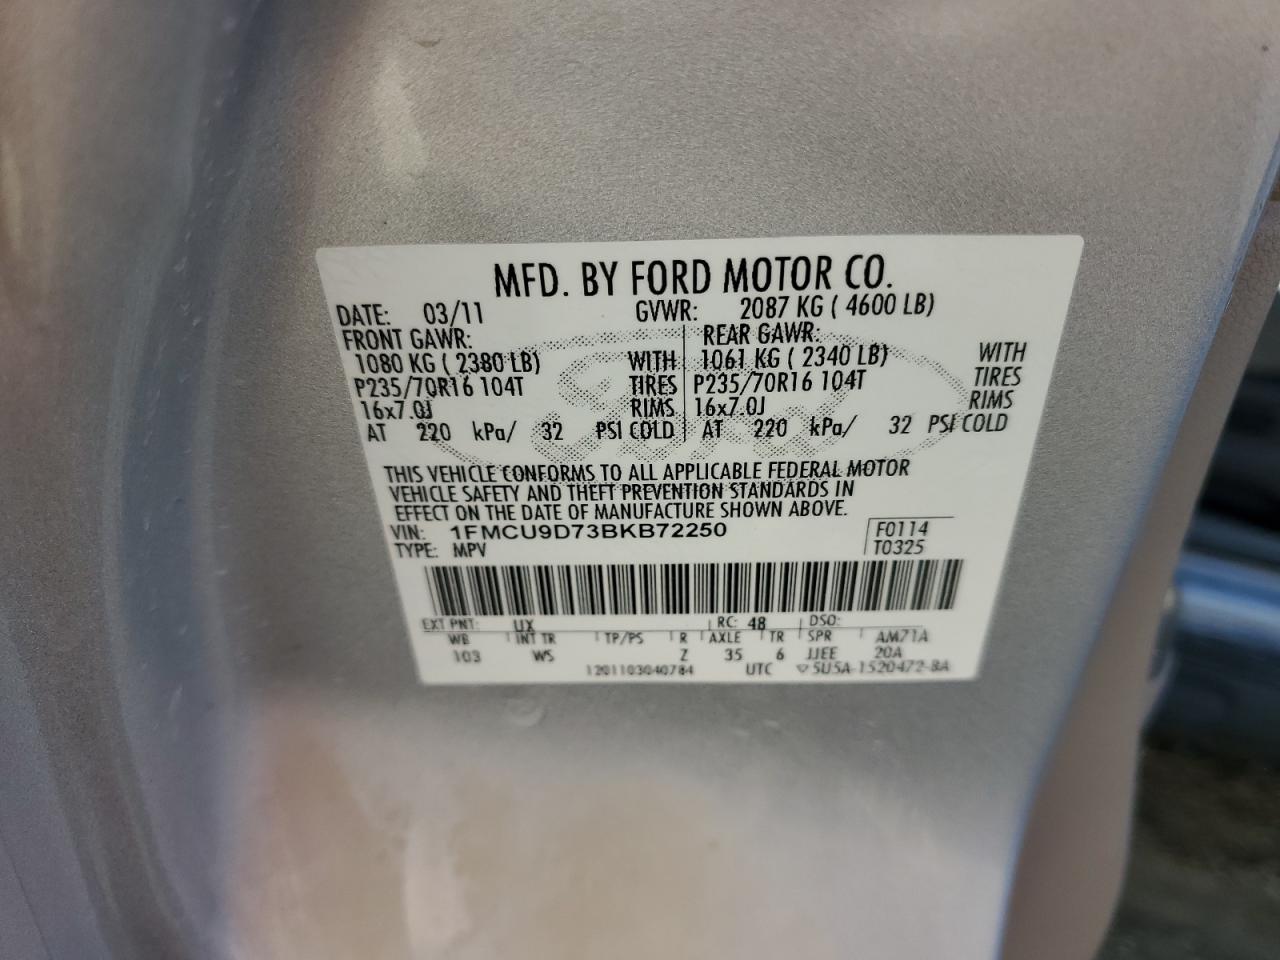 MFD. BY FORD MOTOR CO.
DATE: 03/11 GVWR: 2087 KG ( 4600 LB)
FRONT GAWR: REAR GAWR:
1080 KG ( 2380 LB) WITH 1061 KG ( 2340 LB) WITH
P235/70R16 104T TIRES P235/70R16 104T TIRES
16x7.0J RIMS 16x7.0J RIMS
AT 220 kPa/ 32 PSI COLD AT 220 kPa/ 32 PSI COLD
THIS VEHICLE CONFORMS TO ALL APPLICABLE FEDERAL MOTOR
VEHICLE SAFETY AND THEFT PREVENTION STANDARDS IN
EFFECT ON THE DATE OF MANUFACTURE SHOWN ABOVE.
VIN: 1FMCU9D73BKB72250 F0114
TYPE: MPV T0325
EXT PNT: UX RC: 48 DSO:
WB INT TR TP/PS R AXLE TR SPR AM71A
103 WS Z 35 6 JJEE 20A
1201103040784 UTC ▽ 5U5A-1520472-BA